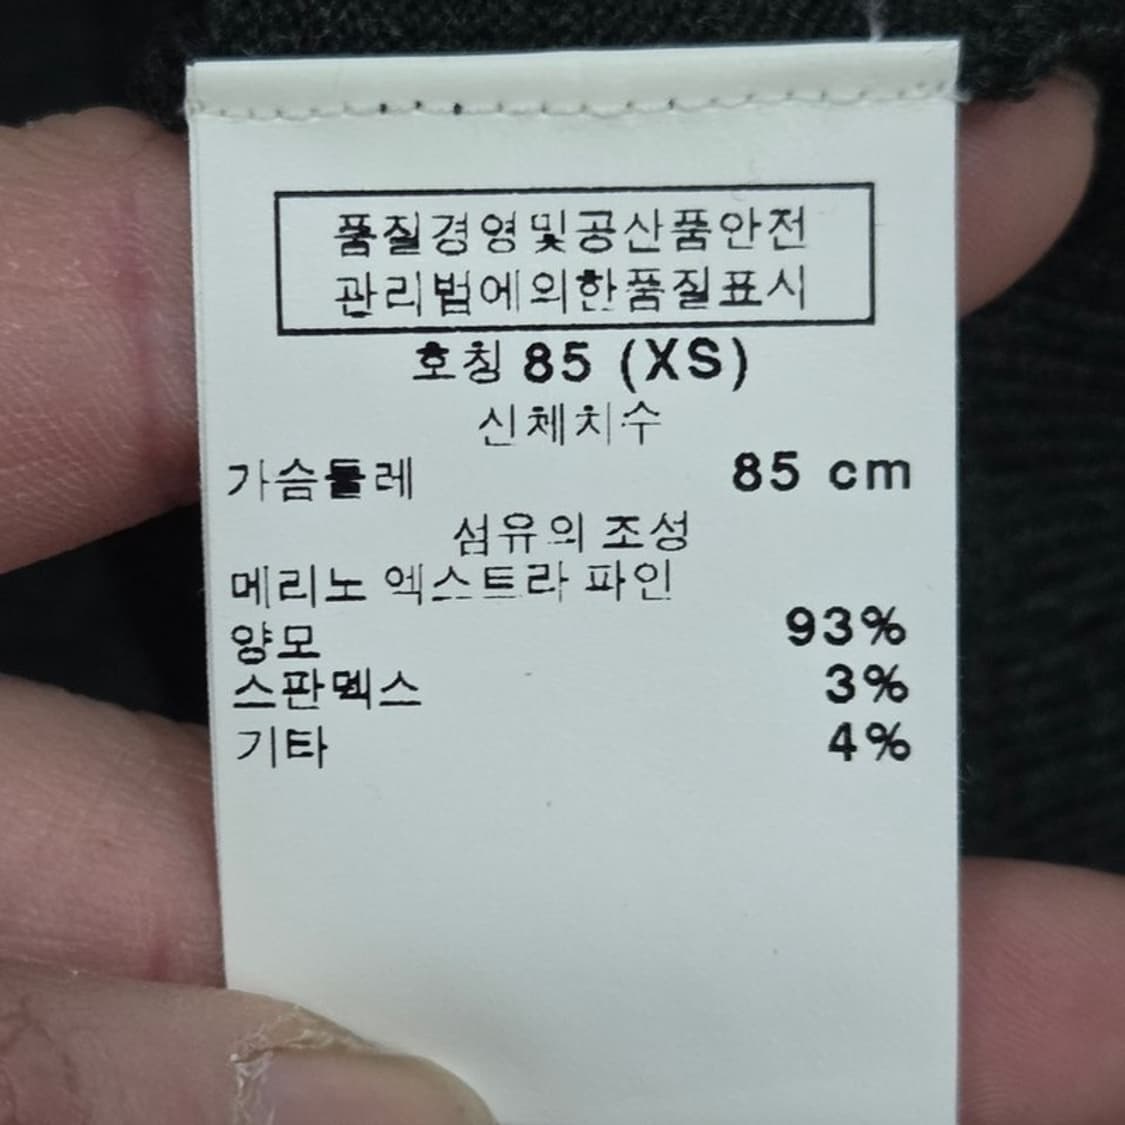 품질경영및공산품안전
관리법에의한품질표시
호칭 85 (XS)
신체치수
가슴둘레 85 cm
섬유의 조성
메리노 엑스트라 파인
양모 93%
스판덱스 3%
기타 4%